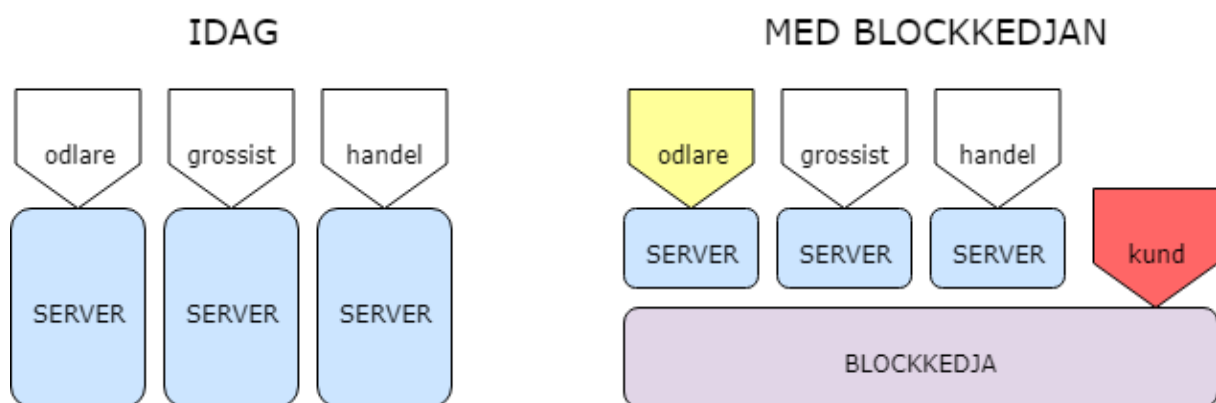 IDAG
MED BLOCKKEDJAN
odlare
grossist
handel
odlare
grossist
handel
SERVER
SERVER
SERVER
kund
SERVER
SERVER
SERVER
BLOCKKEDJA